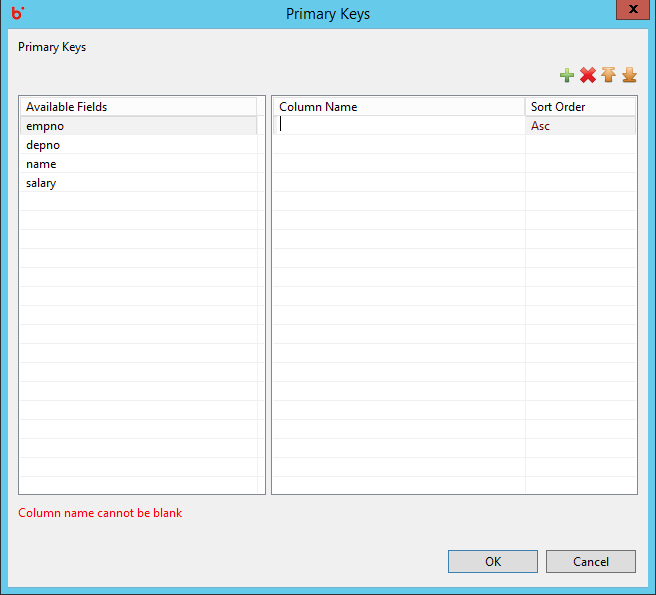 Primary Keys
Primary Keys
Available Fields
Column Name
Sort Order
empno
Asc
depno
name
salary
Column name cannot be blank
OK
Cancel